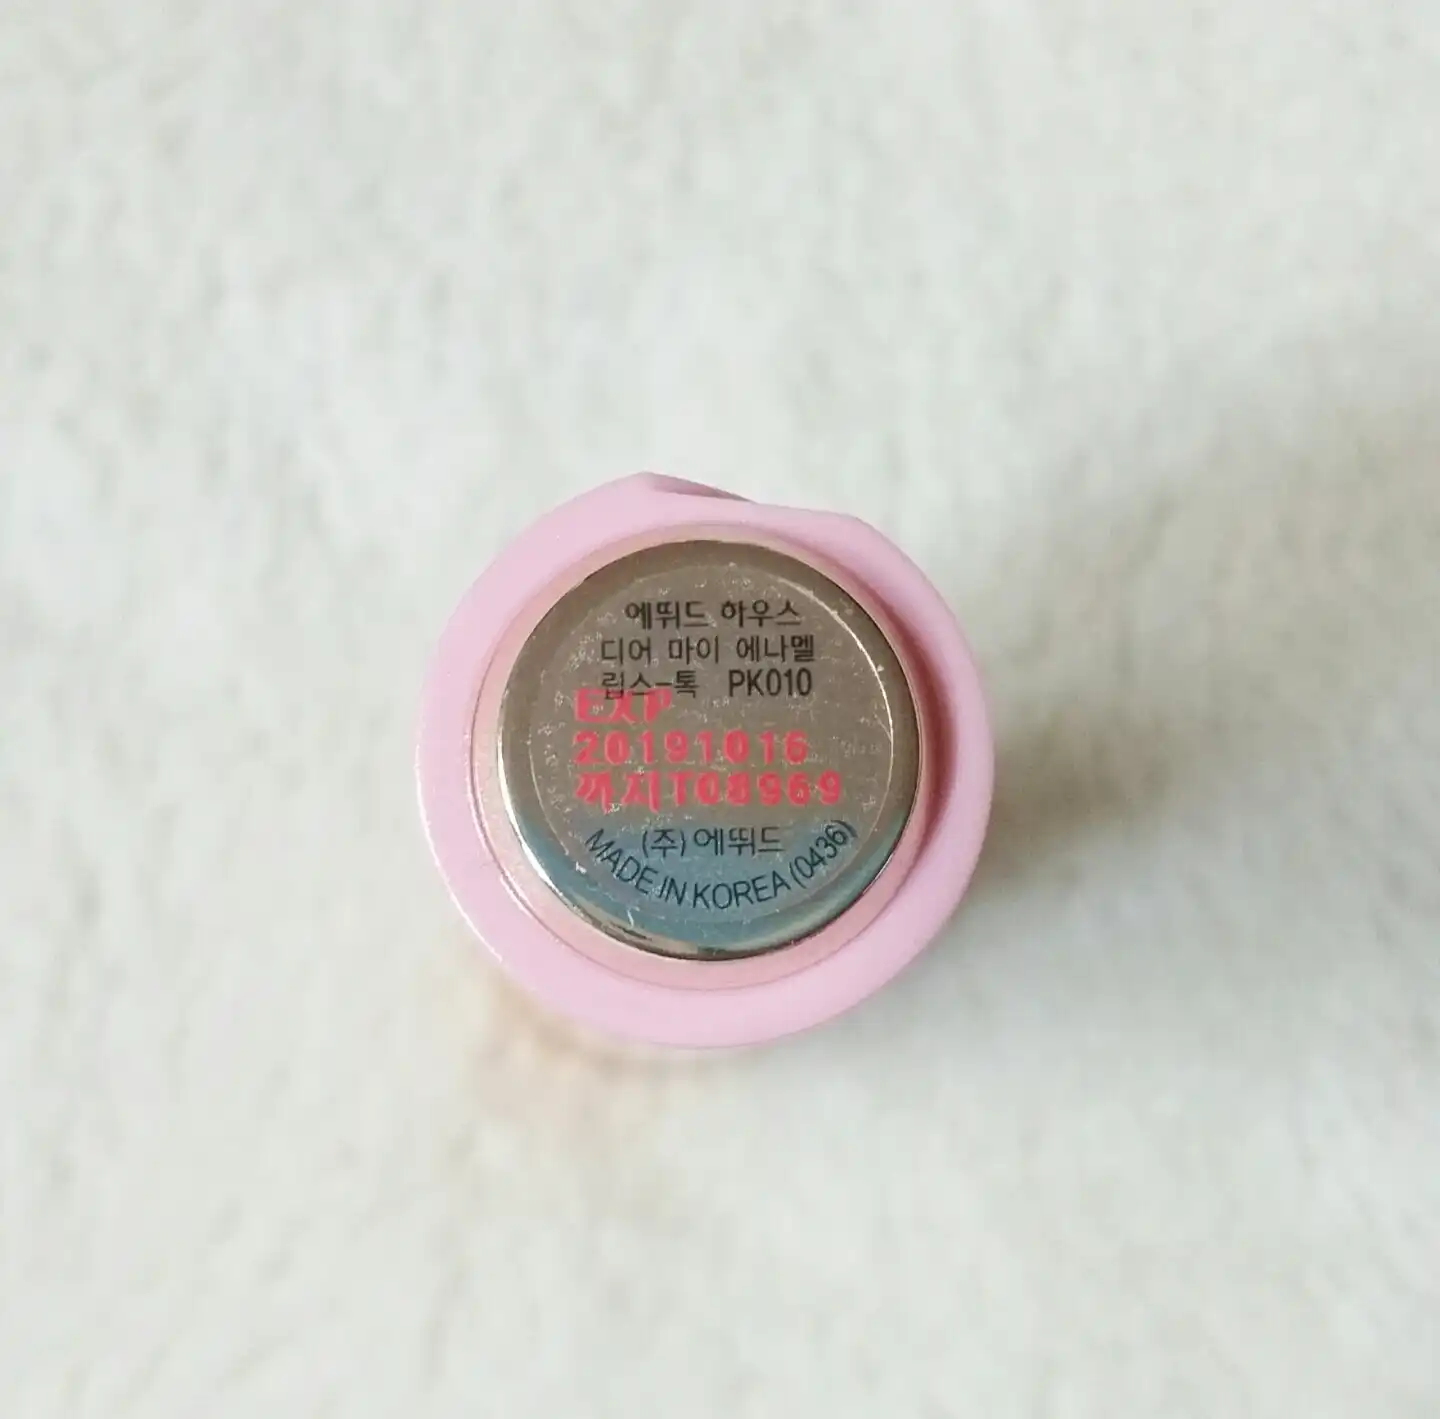 에뛰드 하우스
디어 마이 에나멜
립스-톡 PK010
EXP
20191016
까지T08969
(주)에뛰드
MADE IN KOREA (0436)